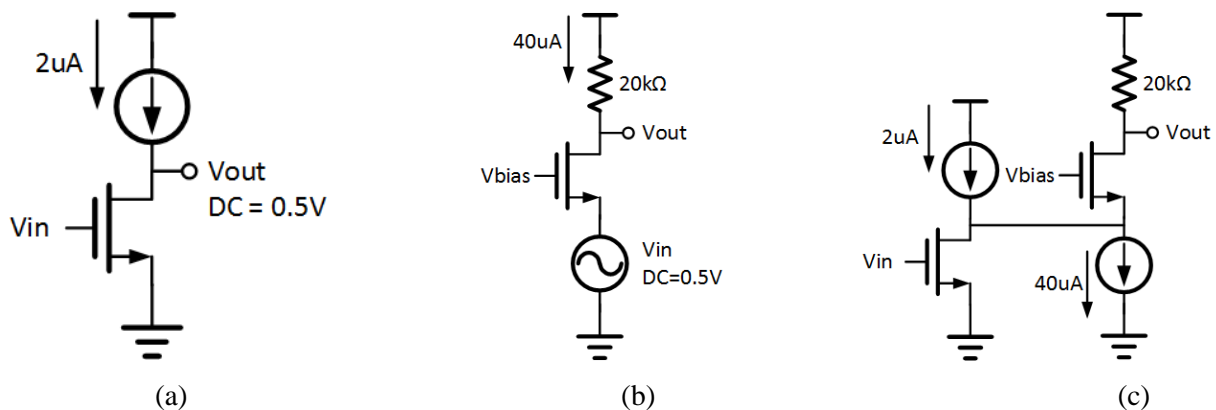 2uA
Vout
DC = 0.5V
Vin
(a)
40uA
20kΩ
Vout
Vbias
Vin
DC=0.5V
(b)
20kΩ
2uA
Vout
Vbias
Vin
40uA
(c)